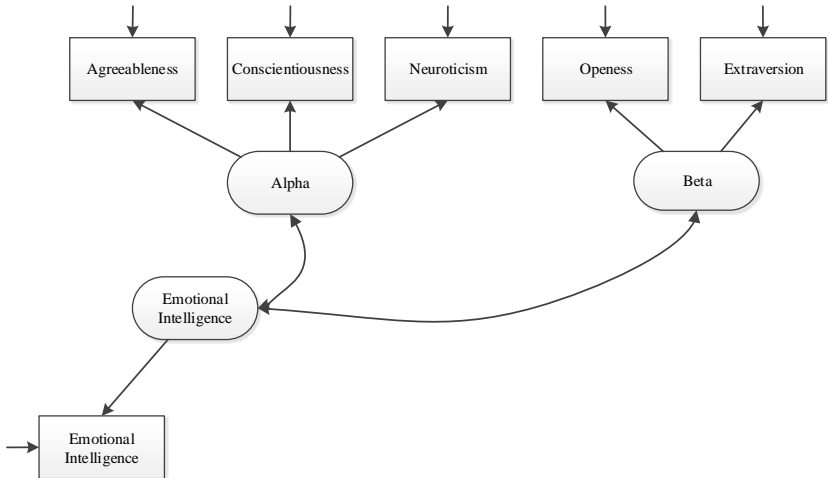 Agreeableness
Conscientiousness
Neuroticism
Openess
Extraversion
Alpha
Beta
Emotional
Intelligence
Emotional
Intelligence